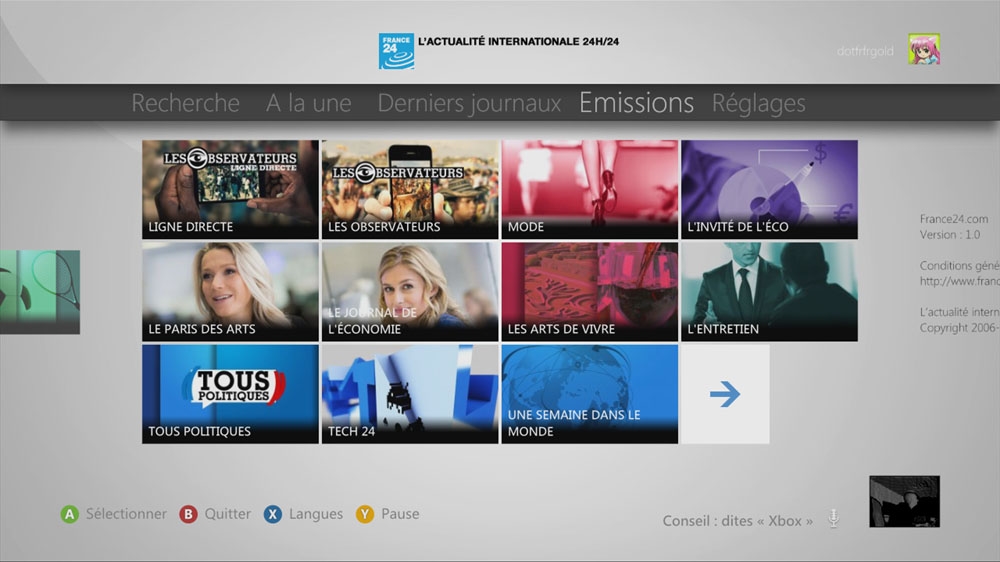 FRANCE
24
L'ACTUALITÉ INTERNATIONALE 24H/24
dotfrfrgold
Recherche A la une Derniers journaux Emissions Réglages
LES OBSERVATEURS
LIGNE DIRECTE
LIGNE DIRECTE
LES OBSERVATEURS
LES OBSERVATEURS
MODE
L'INVITÉ DE L'ÉCO
LE PARIS DES ARTS
LE JOURNAL DE
L'ÉCONOMIE
LES ARTS DE VIVRE
L'ENTRETIEN
TOUS
POLITIQUES
TOUS POLITIQUES
TECH 24
UNE SEMAINE DANS LE
MONDE
France24.com
Version : 1.0
Conditions géné
http://www.franc
L'actualité intern
Copyright 2006-
A Sélectionner B Quitter X Langues Y Pause
Conseil : dites « Xbox »